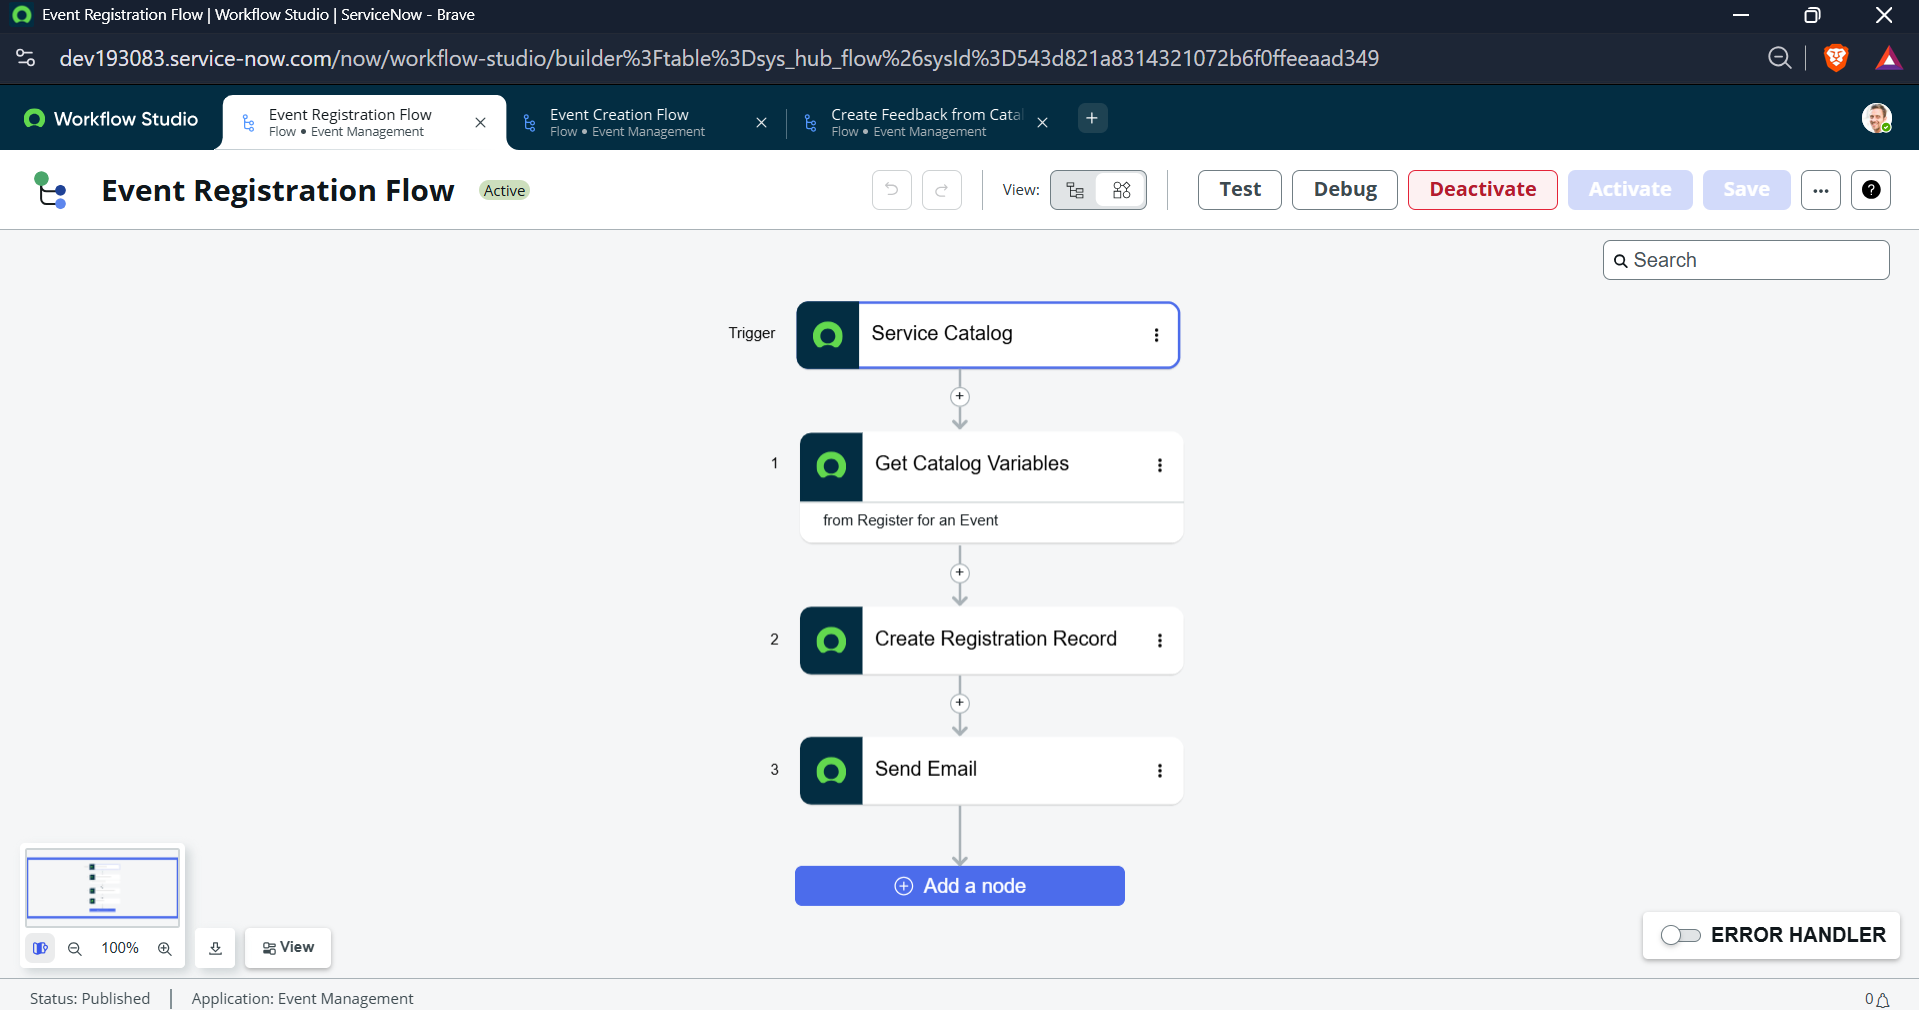 Event Registration Flow | Workflow Studio | ServiceNow - Brave
dev193083.service-now.com/now/workflow-studio/builder%3Ftable%3Dsys_hub_flow%26sysId%3D543d821a8314321072b6f0ffeeaad349
Workflow Studio
Event Registration Flow
Flow • Event Management
Event Creation Flow
Flow • Event Management
Create Feedback from Cata
Flow • Event Management
Event Registration Flow
Active
View:
Test
Debug
Deactivate
Activate
Save
Search
Trigger
Service Catalog
1
Get Catalog Variables
from Register for an Event
2
Create Registration Record
3
Send Email
Add a node
100%
View
ERROR HANDLER
Status: Published
Application: Event Management
0